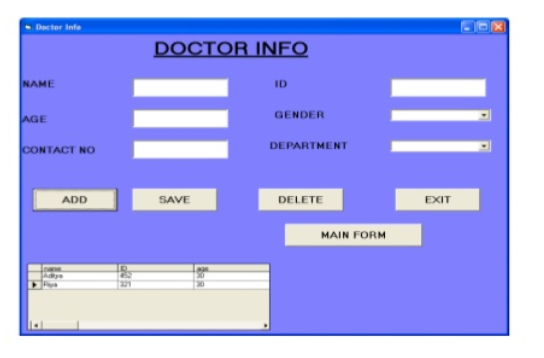 Doctor Info
DOCTOR INFO
NAME ID
AGE GENDER
CONTACT NO DEPARTMENT
ADD SAVE DELETE EXIT
MAIN FORM
name ID age
Aditya 452 30
Riya 321 30